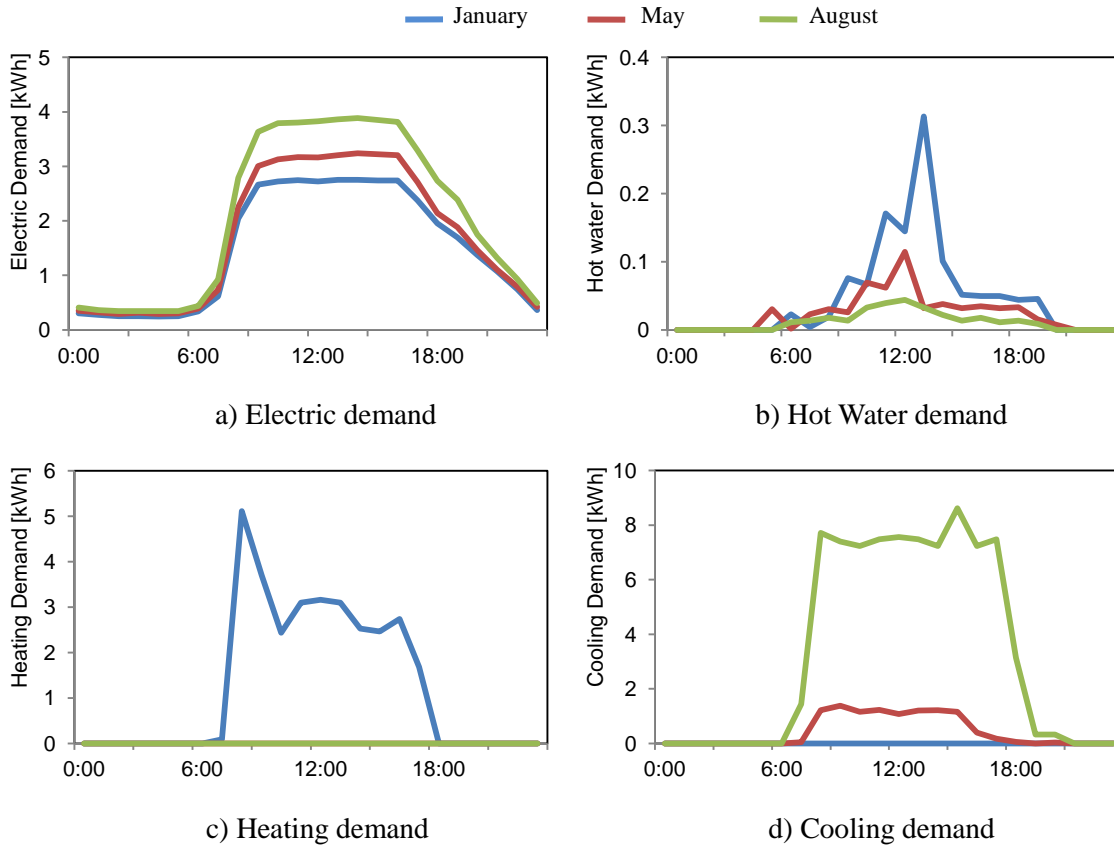 January May August
Electric Demand [kWh]
5
4
3
2
1
0
0:00 6:00 12:00 18:00
a) Electric demand
Hot water Demand [kWh]
0.4
0.3
0.2
0.1
0
0:00 6:00 12:00 18:00
b) Hot Water demand
Heating Demand [kWh]
6
5
4
3
2
1
0
0:00 6:00 12:00 18:00
c) Heating demand
Cooling Demand [kWh]
10
8
6
4
2
0
0:00 6:00 12:00 18:00
d) Cooling demand